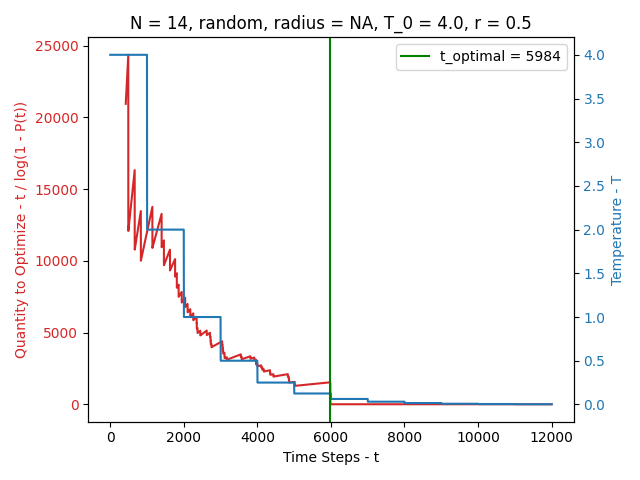 N = 14, random, radius = NA, T_0 = 4.0, r = 0.5
t_optimal = 5984
Quantity to Optimize - t / log(1 - P(t))
25000
20000
15000
10000
5000
0
4.0
3.5
3.0
2.5
2.0
1.5
1.0
0.5
0.0
Temperature - T
0 2000 4000 6000 8000 10000 12000
Time Steps - t